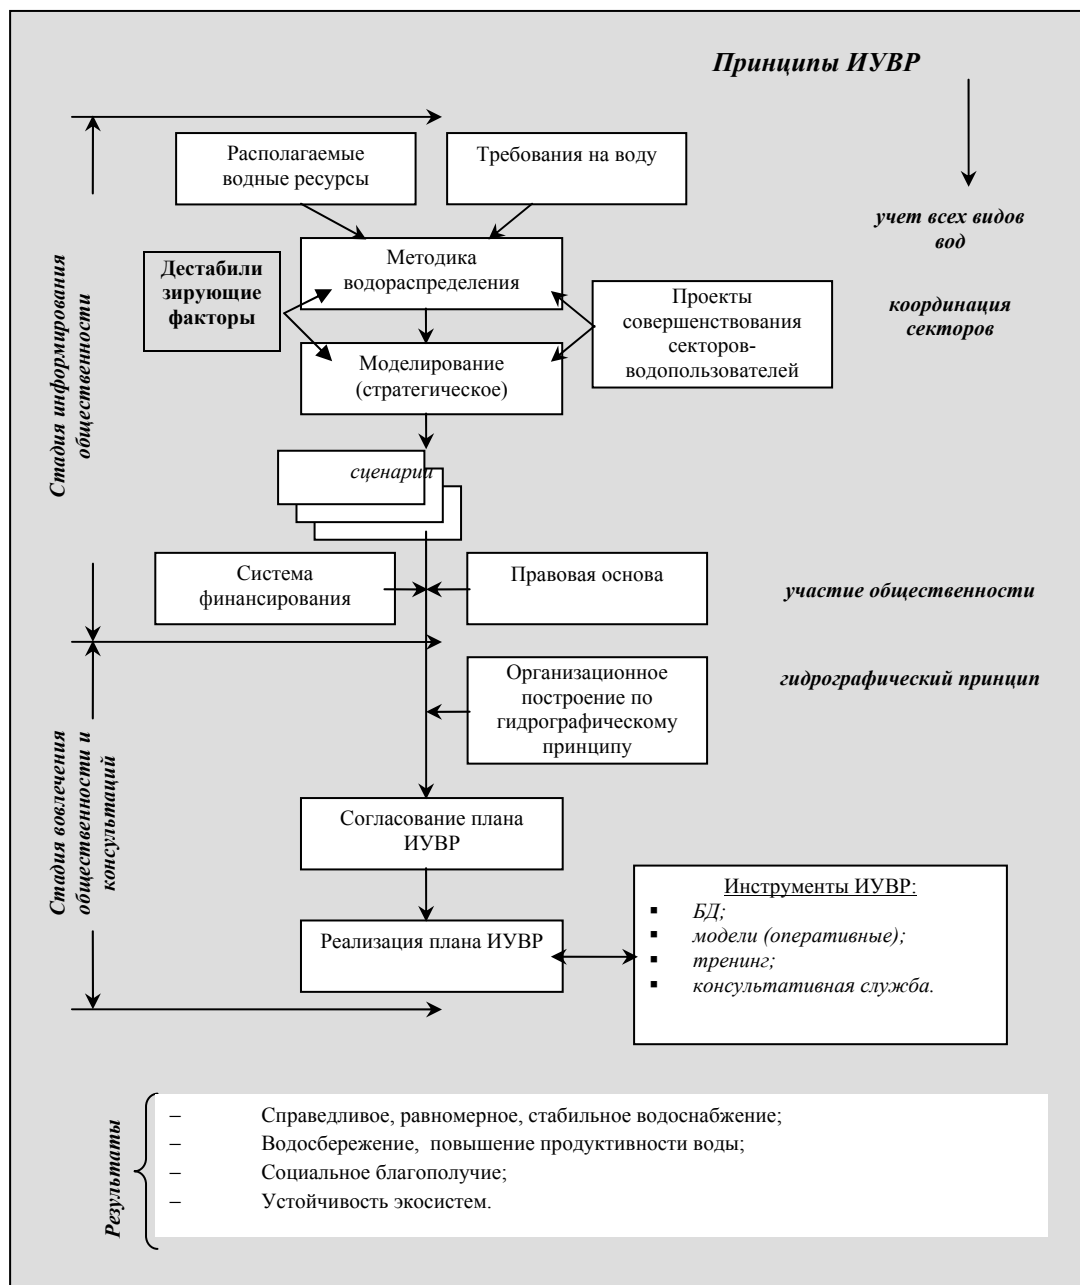 Принципы ИУВР
Располагаемые
водные ресурсы
Требования на воду
учет всех видов
вод
Методика
водораспределения
Дестабили
зирующие
факторы
Проекты
совершенствования
секторов-
водопользователей
координация
секторов
Моделирование
(стратегическое)
Стадия информирования
общественности
сценарии
Система
финансирования
Правовая основа
участие общественности
Организационное
построение по
гидрографическому
принципу
гидрографический принцип
Стадия вовлечения
общественности и
консультаций
Согласование плана
ИУВР
Реализация плана ИУВР
Инструменты ИУВР:
▪ БД;
▪ модели (оперативные);
▪ тренинг;
▪ консультативная служба.
Результаты
– Справедливое, равномерное, стабильное водоснабжение;
– Водосбережение, повышение продуктивности воды;
– Социальное благополучие;
– Устойчивость экосистем.